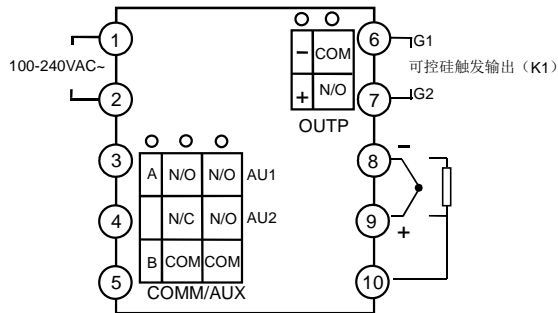 1
100-240VAC~
2
3
4
5
− COM
+ N/O
OUTP
6 G1
可控硅触发输出（K1）
7 G2
8 −
9 +
10
A N/O N/O AU1
N/C N/O AU2
B COM COM
COMM/AUX